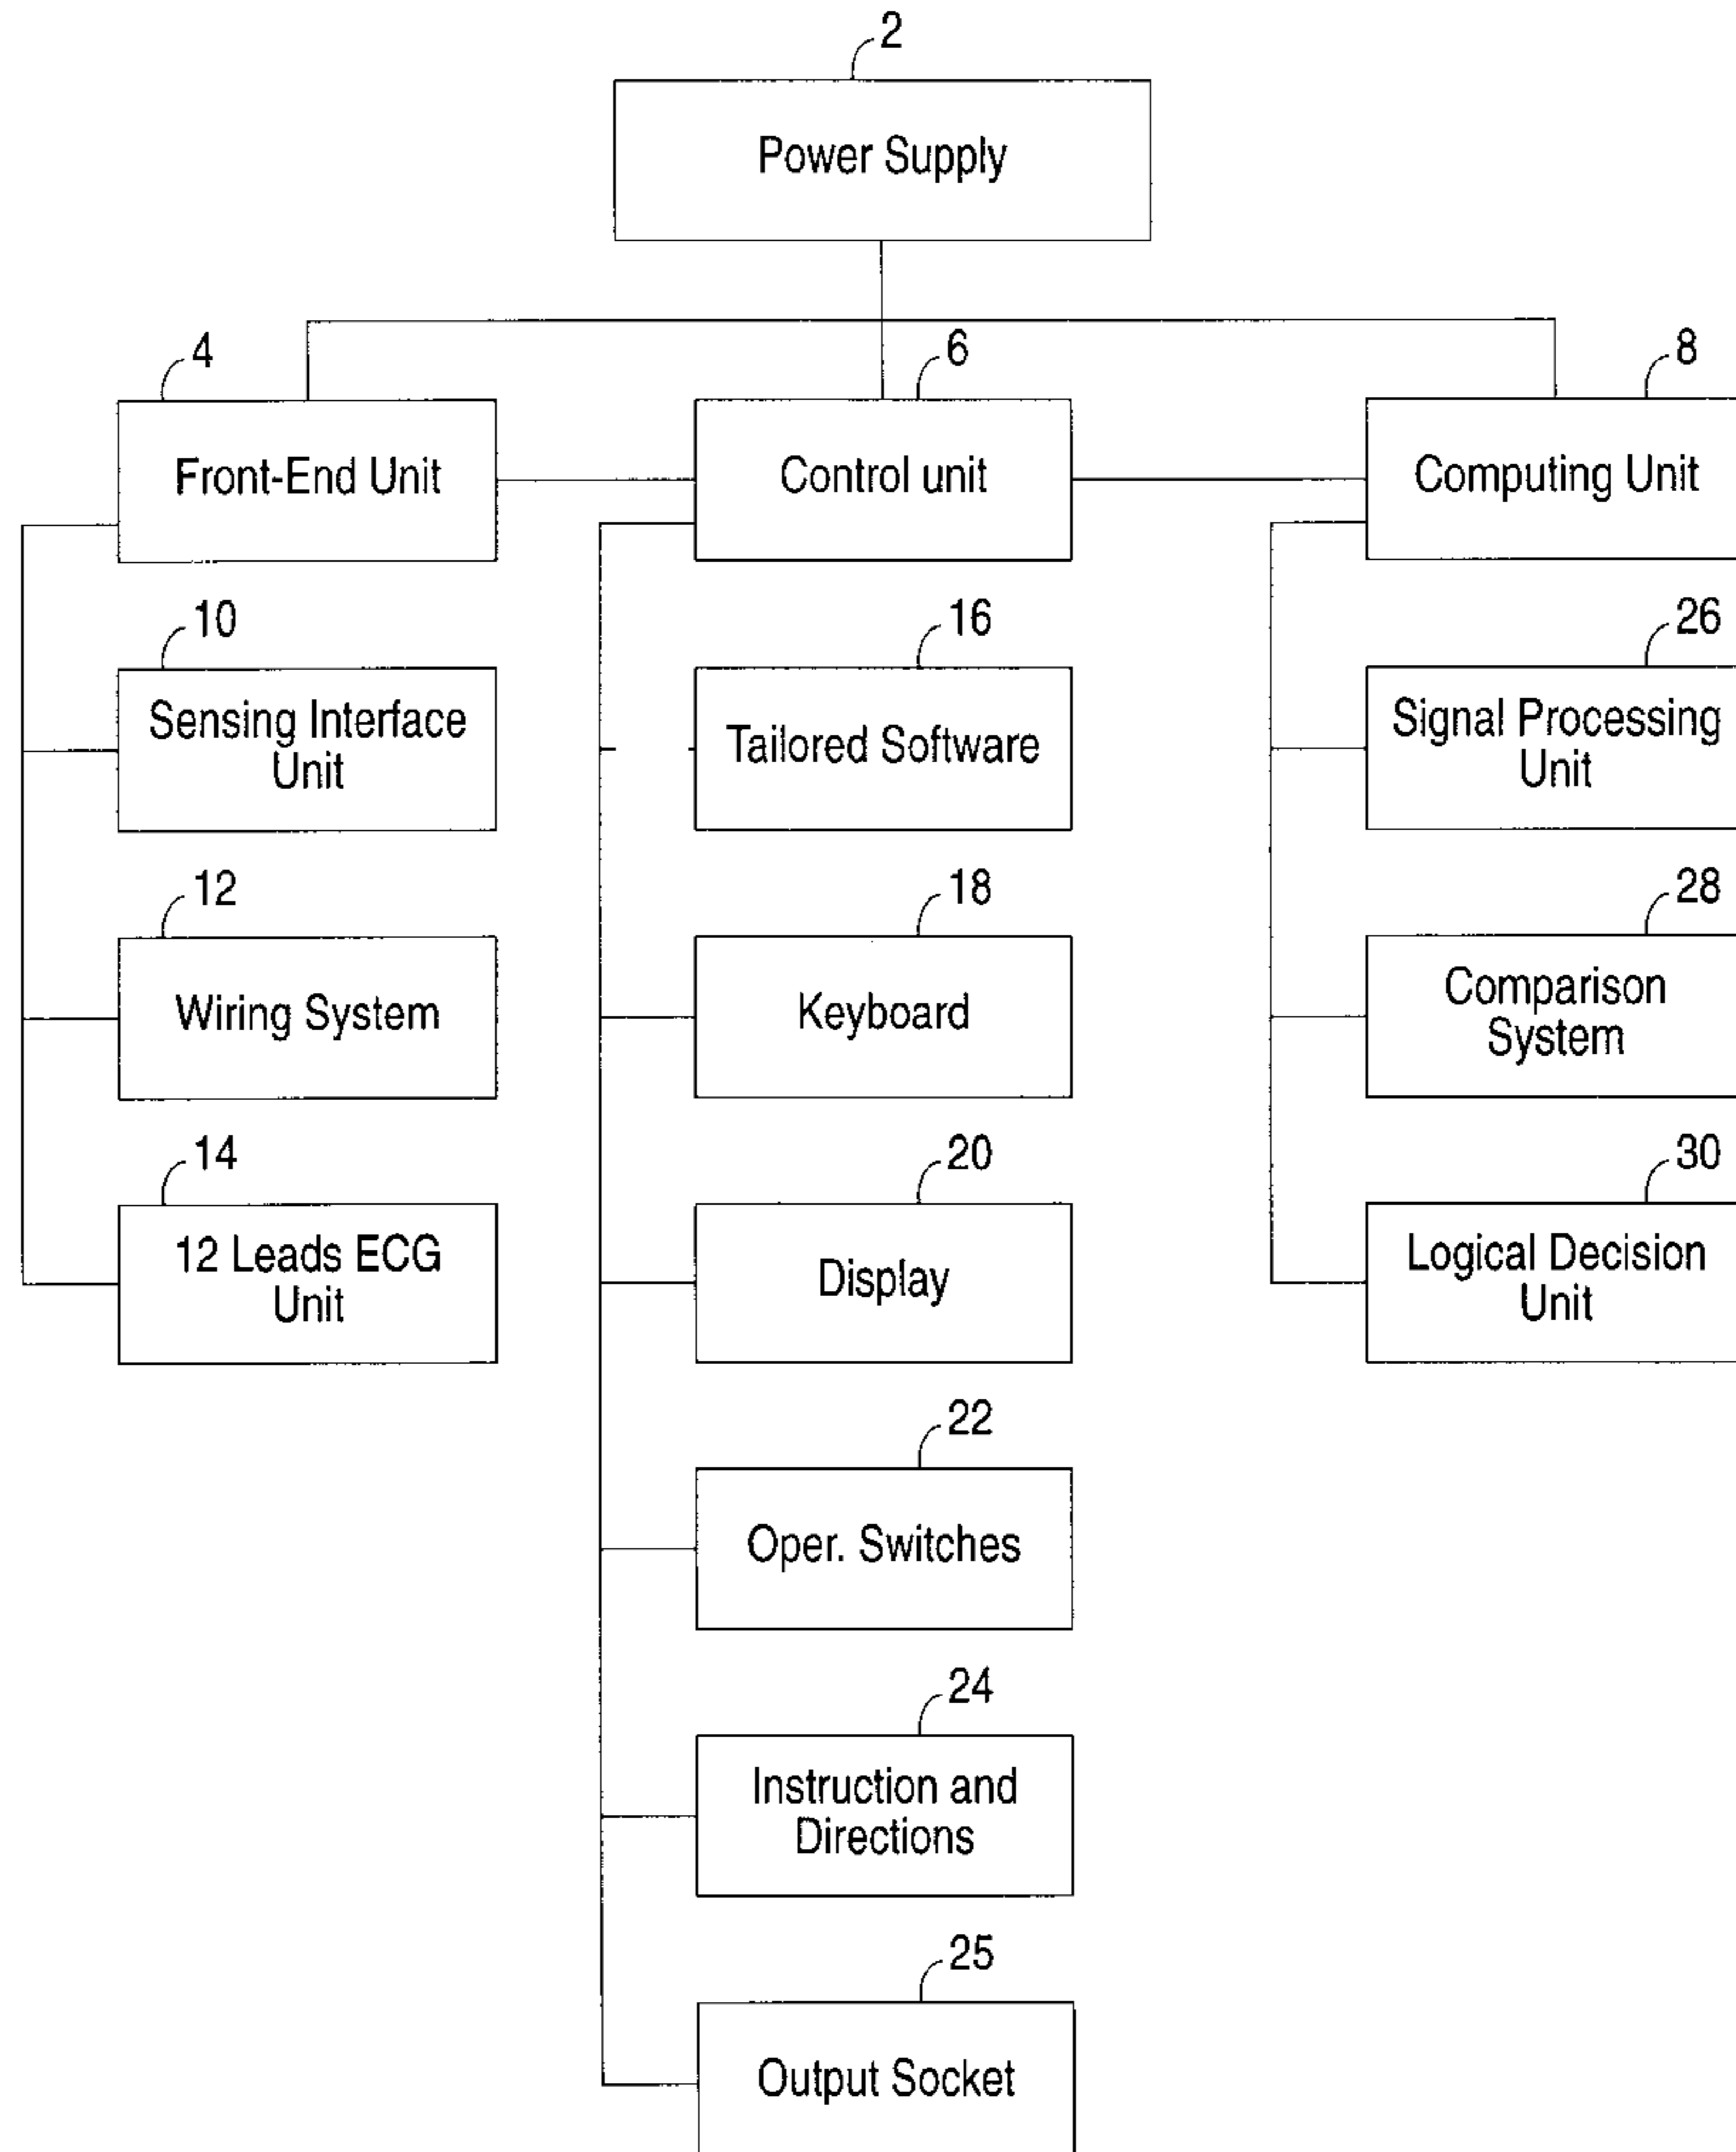 2
Power Supply
4
6
8
Front-End Unit
Control unit
Computing Unit
10
16
26
Sensing Interface
Unit
Tailored Software
Signal Processing
Unit
12
18
28
Wiring System
Keyboard
Comparison
System
14
20
30
12 Leads ECG
Unit
Display
Logical Decision
Unit
22
Oper. Switches
24
Instruction and
Directions
25
Output Socket